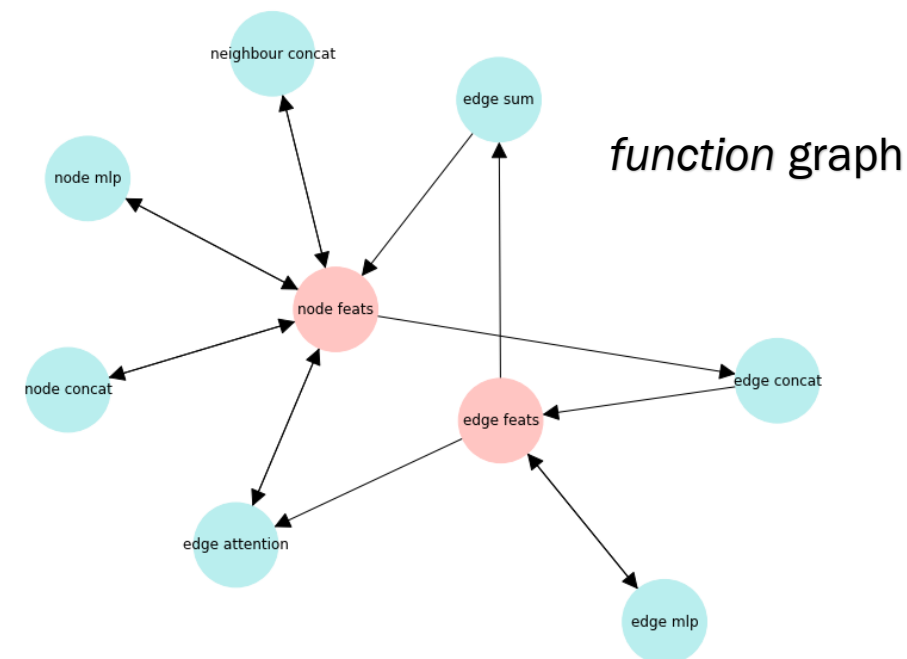 neighbour concat
edge sum
function graph
node mlp
node feats
edge concat
node concat
edge feats
edge attention
edge mlp